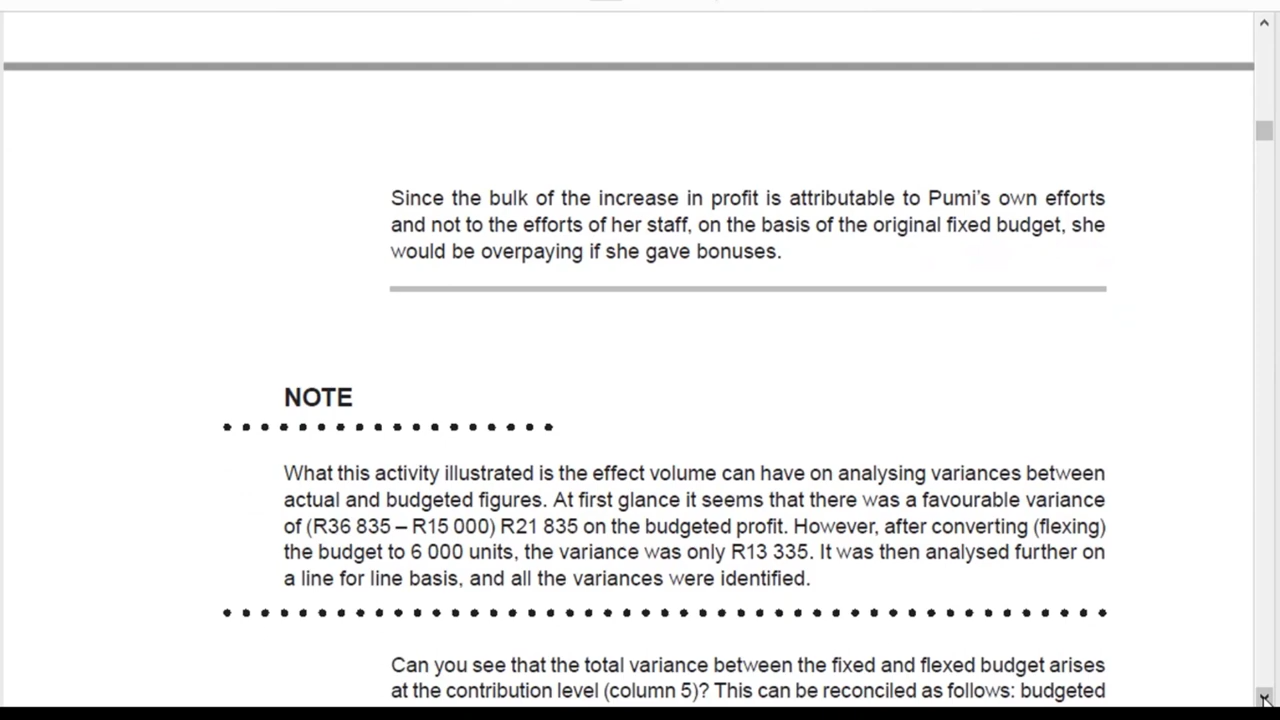 Since the bulk of the increase in profit is attributable to Pumi's own efforts
and not to the efforts of her staff, on the basis of the original fixed budget, she
would be overpaying if she gave bonuses.
NOTE
What this activity illustrated is the effect volume can have on analysing variances between
actual and budgeted figures. At first glance it seems that there was a favourable variance
of (R36 835 – R15 000) R21 835 on the budgeted profit. However, after converting (flexing)
the budget to 6 000 units, the variance was only R13 335. It was then analysed further on
a line for line basis, and all the variances were identified.
Can you see that the total variance between the fixed and flexed budget arises
at the contribution level (column 5)? This can be reconciled as follows: budgeted